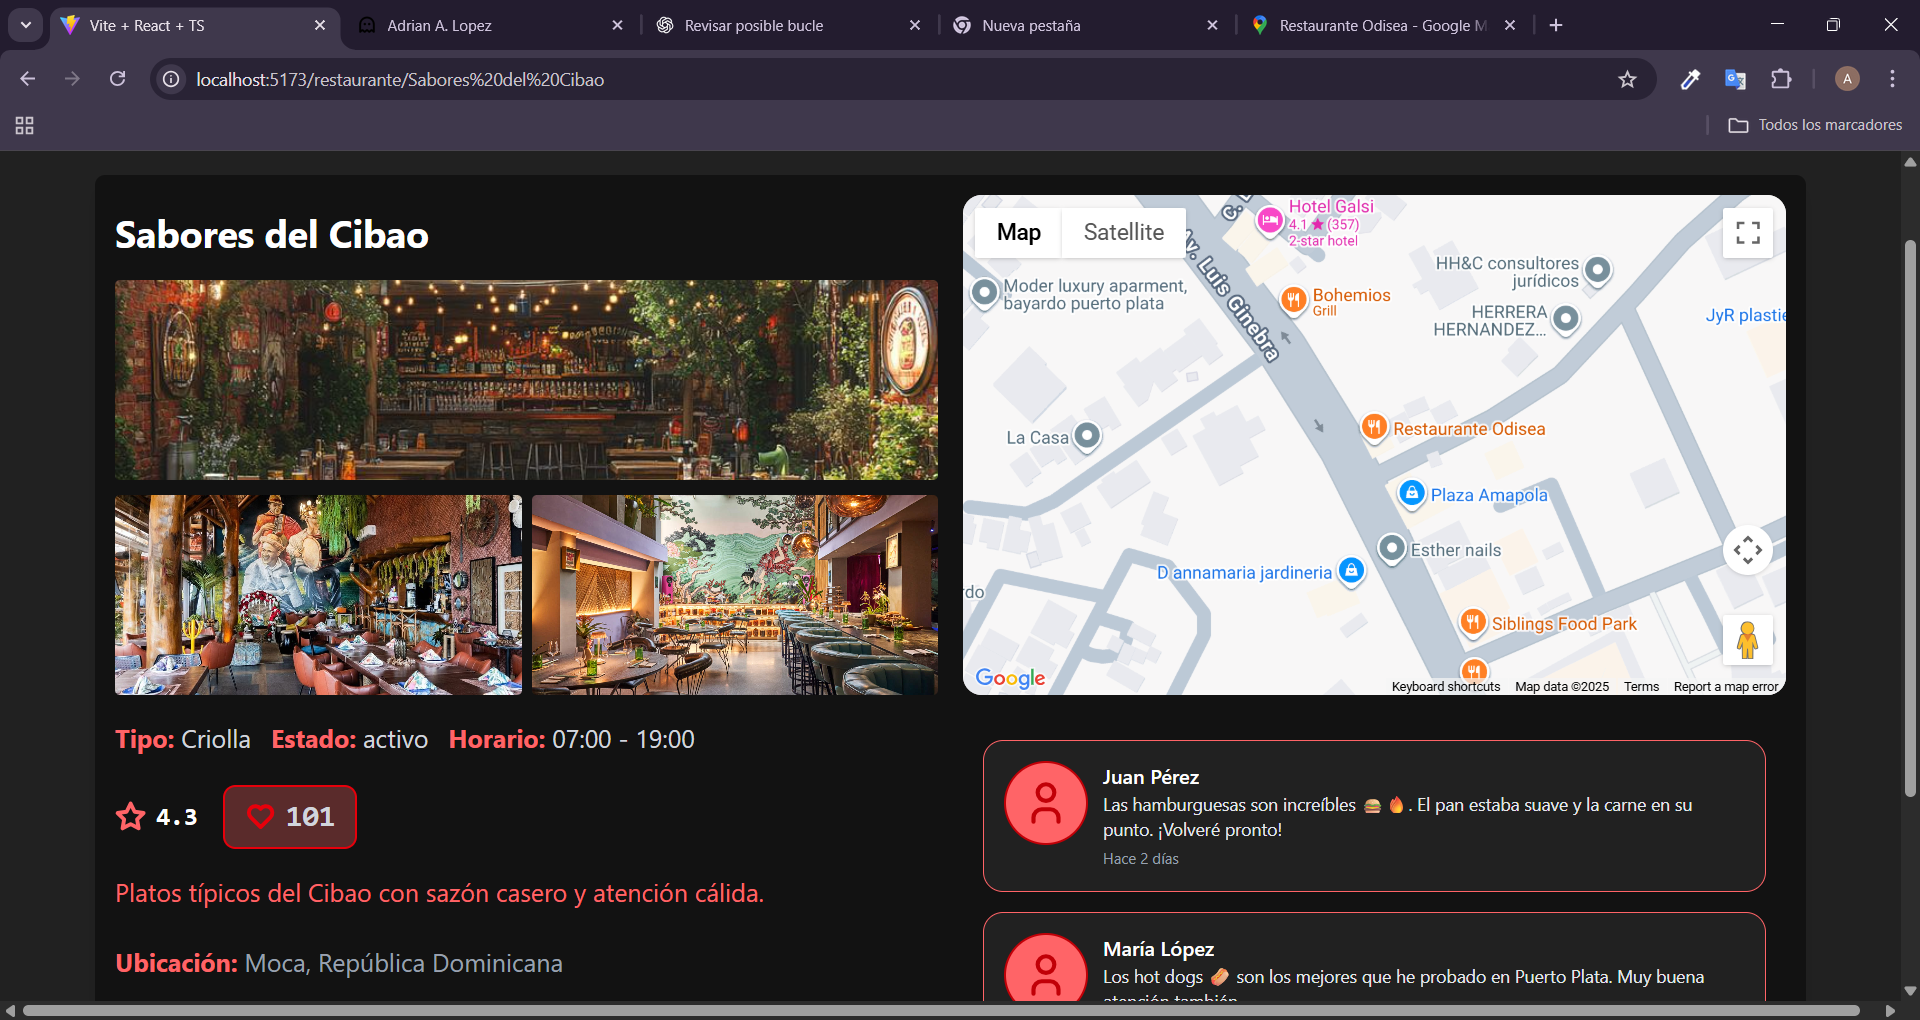 Vite + React + TS
Adrian A. Lopez
Revisar posible bucle
Nueva pestaña
Restaurante Odisea - Google M
localhost:5173/restaurante/Sabores%20del%20Cibao
A
Todos los marcadores
Sabores del Cibao
Tipo: Criolla Estado: activo Horario: 07:00 - 19:00
4.3
101
Platos típicos del Cibao con sazón casero y atención cálida.
Ubicación: Moca, República Dominicana
Map
Satellite
Hotel Galsi
4.1 ★ (357)
2-star hotel
Av. Luis Ginebra
HH&C consultores
jurídicos
Moder luxury aparment,
bayardo puerto plata
Bohemios
Grill
HERRERA
HERNANDEZ...
JyR plastie
La Casa
Restaurante Odisea
Plaza Amapola
Esther nails
D annamaria jardineria
rdo
Siblings Food Park
Google
Keyboard shortcuts
Map data ©2025
Terms
Report a map error
Juan Pérez
Las hamburguesas son increíbles 🍔 🔥. El pan estaba suave y la carne en su
punto. ¡Volveré pronto!
Hace 2 días
María López
Los hot dogs 🌭 son los mejores que he probado en Puerto Plata. Muy buena
atención también.